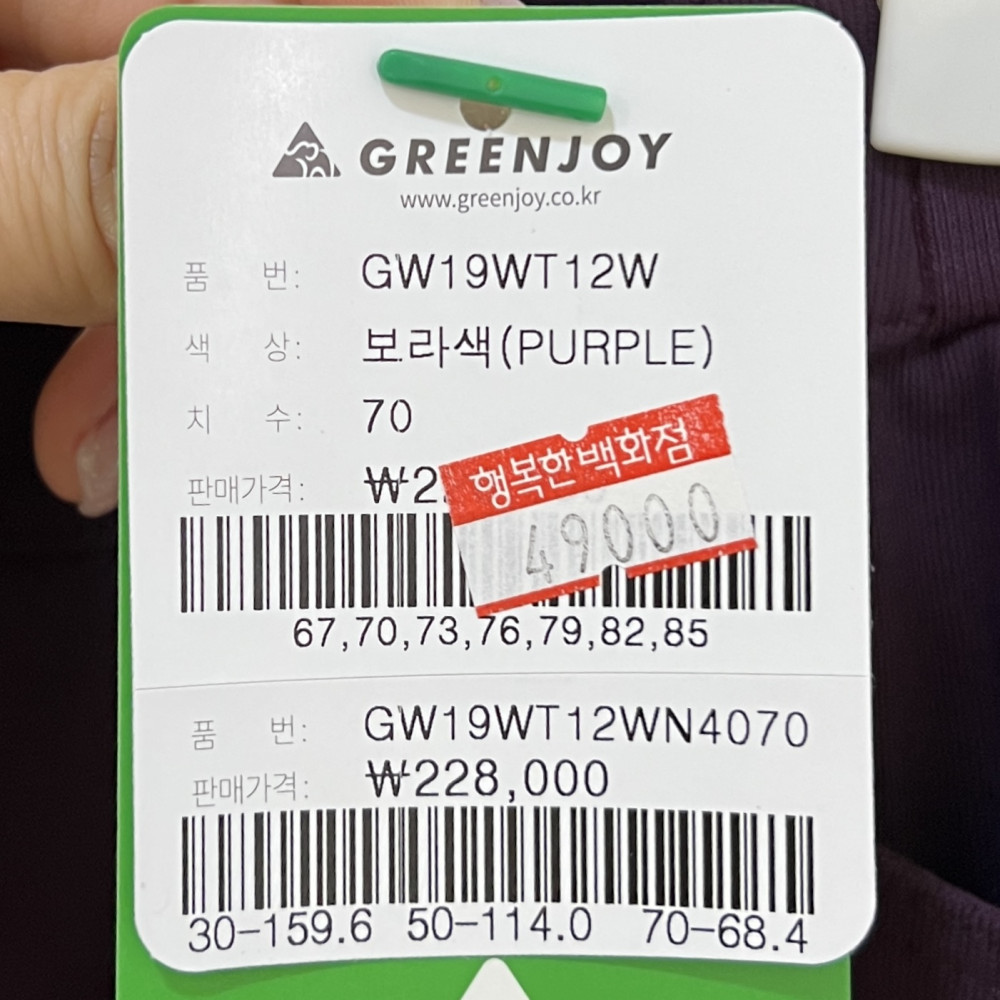 GREENJOY
www.greenjoy.co.kr
품 번: GW19WT12W
색 상: 보라색(PURPLE)
치 수: 70
판매가격: ₩2
행복한백화점
49000
67,70,73,76,79,82,85
품 번: GW19WT12WN4070
판매가격: ₩228,000
30-159.6 50-114.0 70-68.4